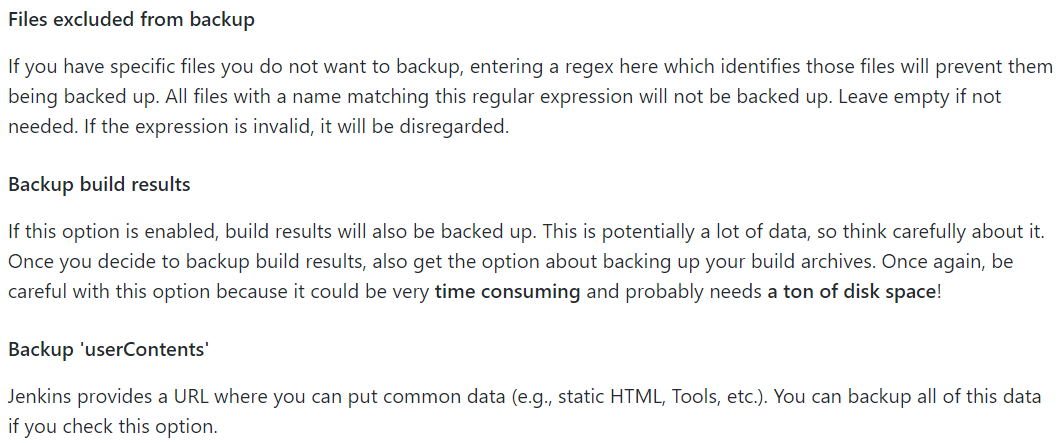 Files excluded from backup
If you have specific files you do not want to backup, entering a regex here which identifies those files will prevent them
being backed up. All files with a name matching this regular expression will not be backed up. Leave empty if not
needed. If the expression is invalid, it will be disregarded.
Backup build results
If this option is enabled, build results will also be backed up. This is potentially a lot of data, so think carefully about it.
Once you decide to backup build results, also get the option about backing up your build archives. Once again, be
careful with this option because it could be very time consuming and probably needs a ton of disk space!
Backup 'userContents'
Jenkins provides a URL where you can put common data (e.g., static HTML, Tools, etc.). You can backup all of this data
if you check this option.